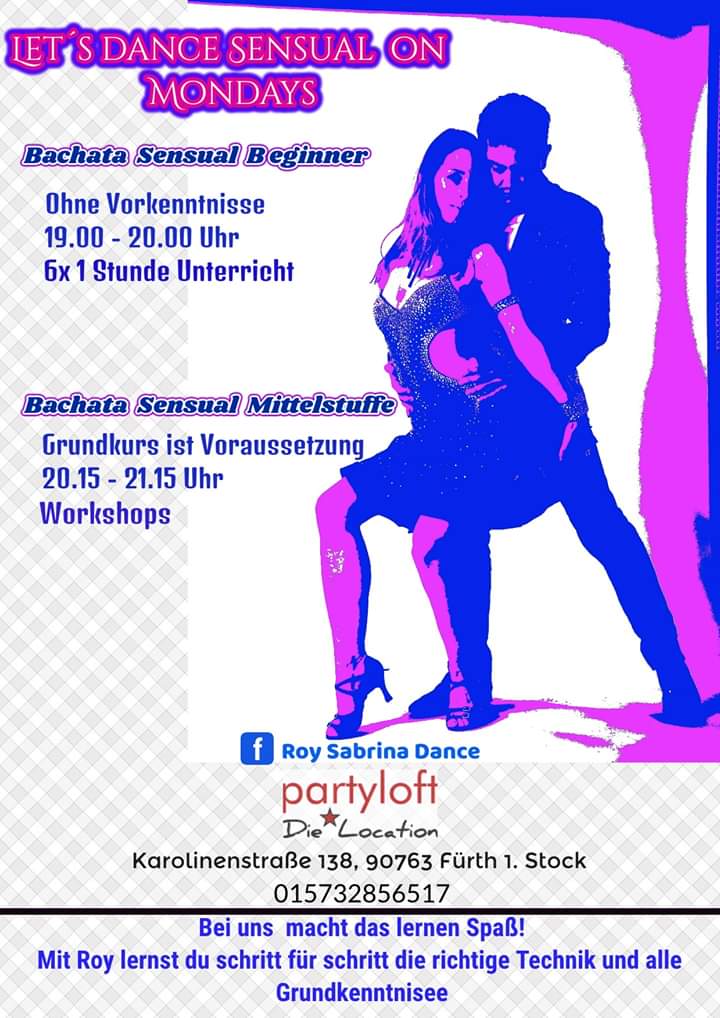 Let´s dance Sensual on
Mondays
Bachata Sensual Beginner
Ohne Vorkenntnisse
19.00 - 20.00 Uhr
6x 1 Stunde Unterricht
Bachata Sensual Mittelstuffe
Grundkurs ist Voraussetzung
20.15 - 21.15 Uhr
Workshops
f Roy Sabrina Dance
partyloft
Die Location
Karolinenstraße 138, 90763 Fürth 1. Stock
015732856517
Bei uns macht das lernen Spaß!
Mit Roy lernst du schritt für schritt die richtige Technik und alle
Grundkenntnisee